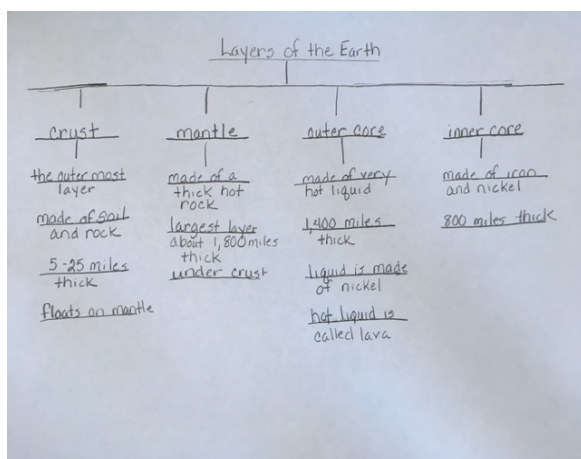 Layers of the Earth
crust
the outer most
layer
made of soil
and rock
5-25 miles
thick
floats on mantle
mantle
made of a
thick hot
rock
largest layer
about 1,800 miles
thick
under crust
outer core
made of very
hot liquid
1,400 miles
thick
liquid is made
of nickel
hot liquid is
called lava
inner core
made of iron
and nickel
800 miles thick